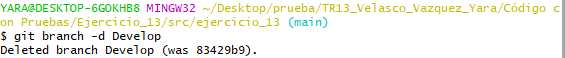 YARA@DESKTOP-6GOKHB8 MINGW32 ~/Desktop/prueba/TR13_Velasco_Vazquez_Yara/Código c
on Pruebas/Ejercicio_13/src/ejercicio_13 (main)
$ git branch -d Develop
Deleted branch Develop (was 83429b9).